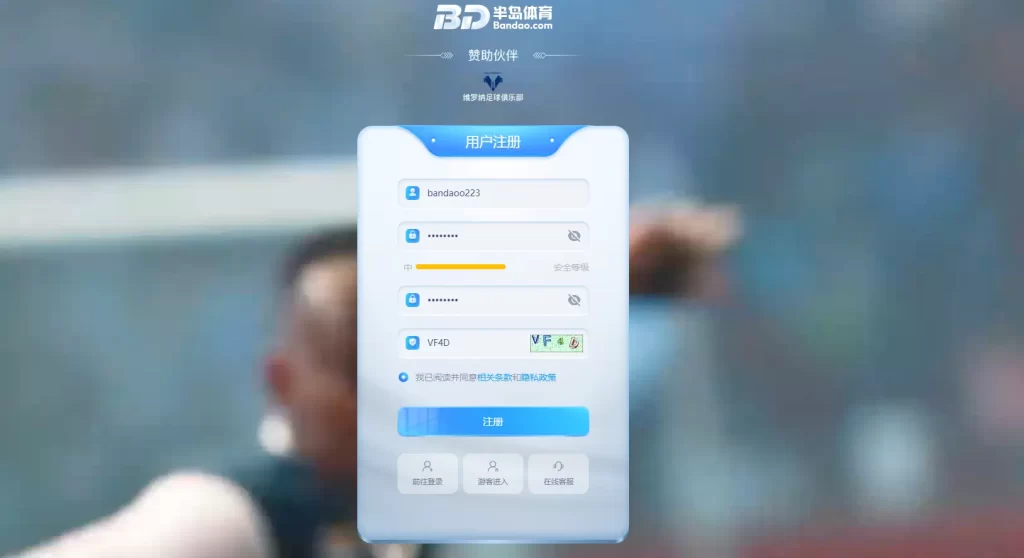 BD 半岛体育
Bandao.com
赞助伙伴
维罗纳足球俱乐部
用户注册
bandaoo223
••••••••
中 安全等级
••••••••
VF4D VF4b
我已阅读并同意相关条款和隐私政策
注册
前往登录 游客进入 在线客服